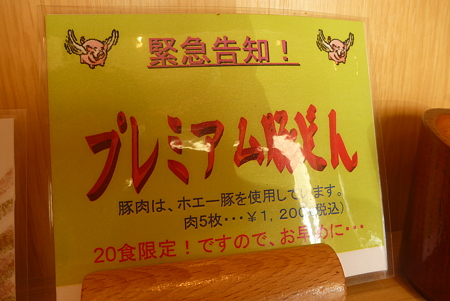 緊急告知！
プレミアム豚どん
豚肉は、ホエー豚を使用しています。
肉5枚・・・￥1，200（税込）
20食限定！ですので、お早めに・・・